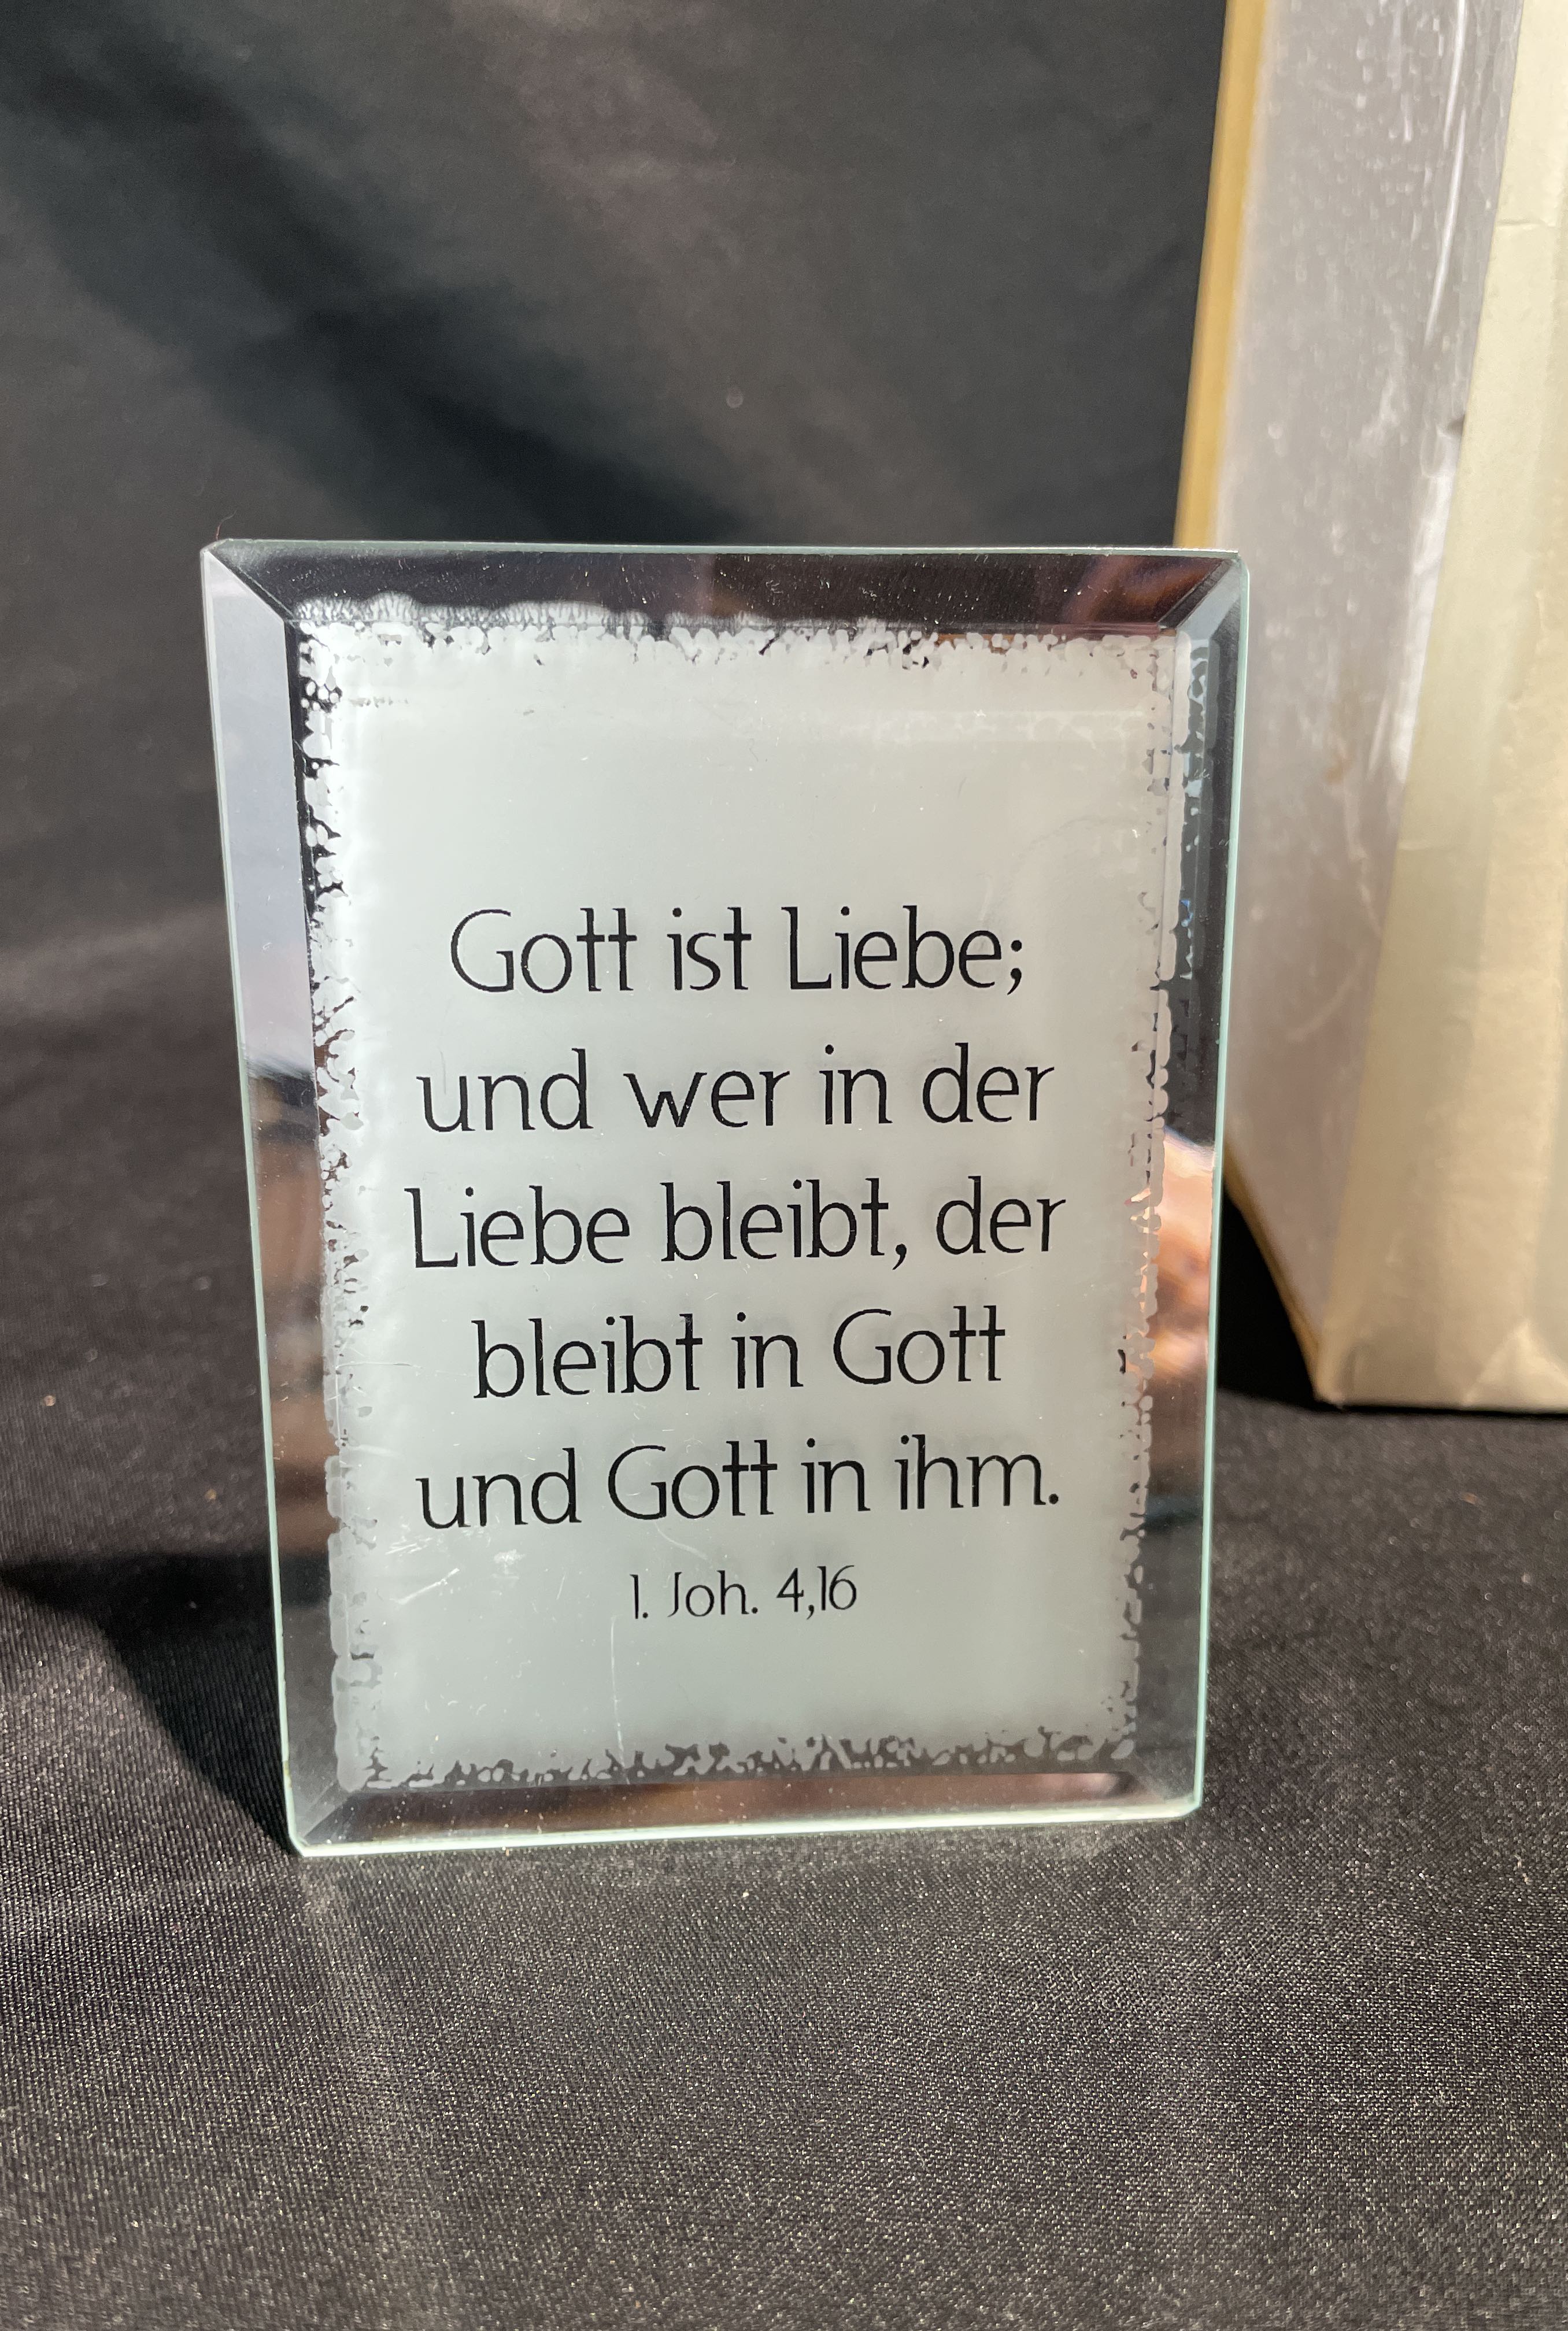 Gott ist Liebe;
und wer in der
Liebe bleibt, der
bleibt in Gott
und Gott in ihm.
1. Joh. 4,16